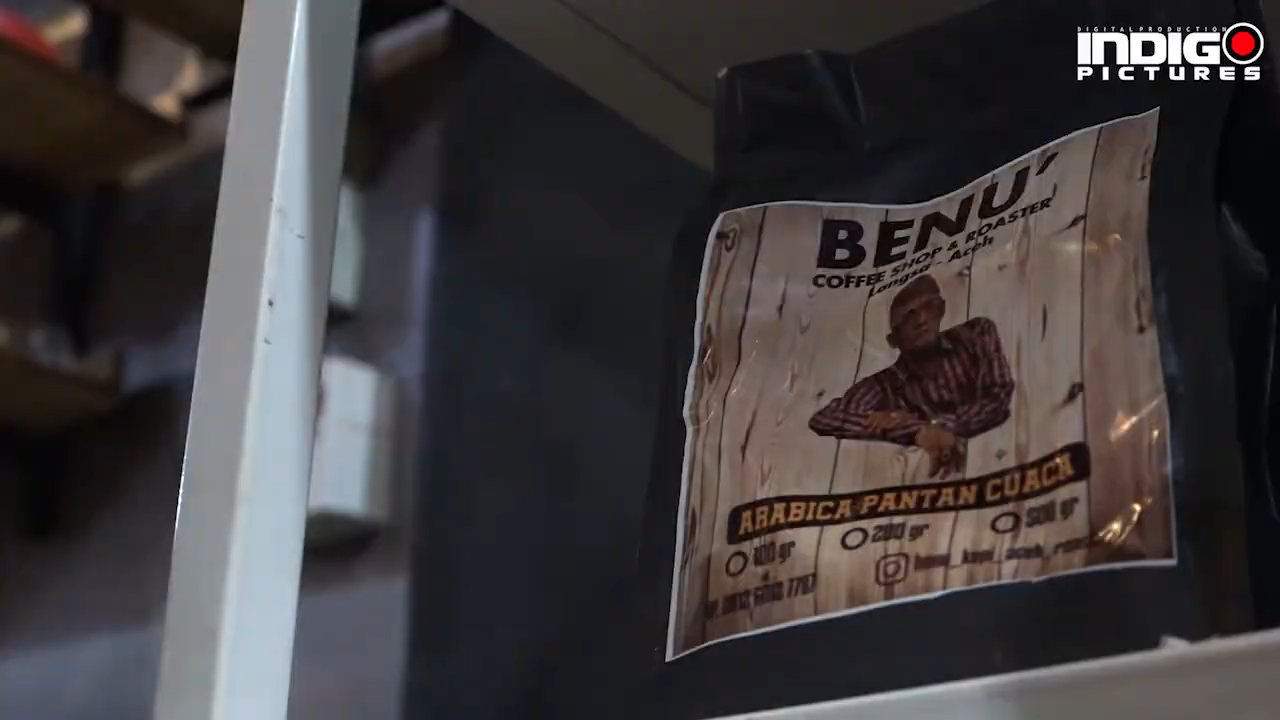 DIGITAL PRODUCTION
INDIGO
PICTURES
BENU'
COFFEE SHOP & ROASTER
Langsa - Aceh
ARABICA PANTAN CUACA
100 gr
200 gr
500 gr